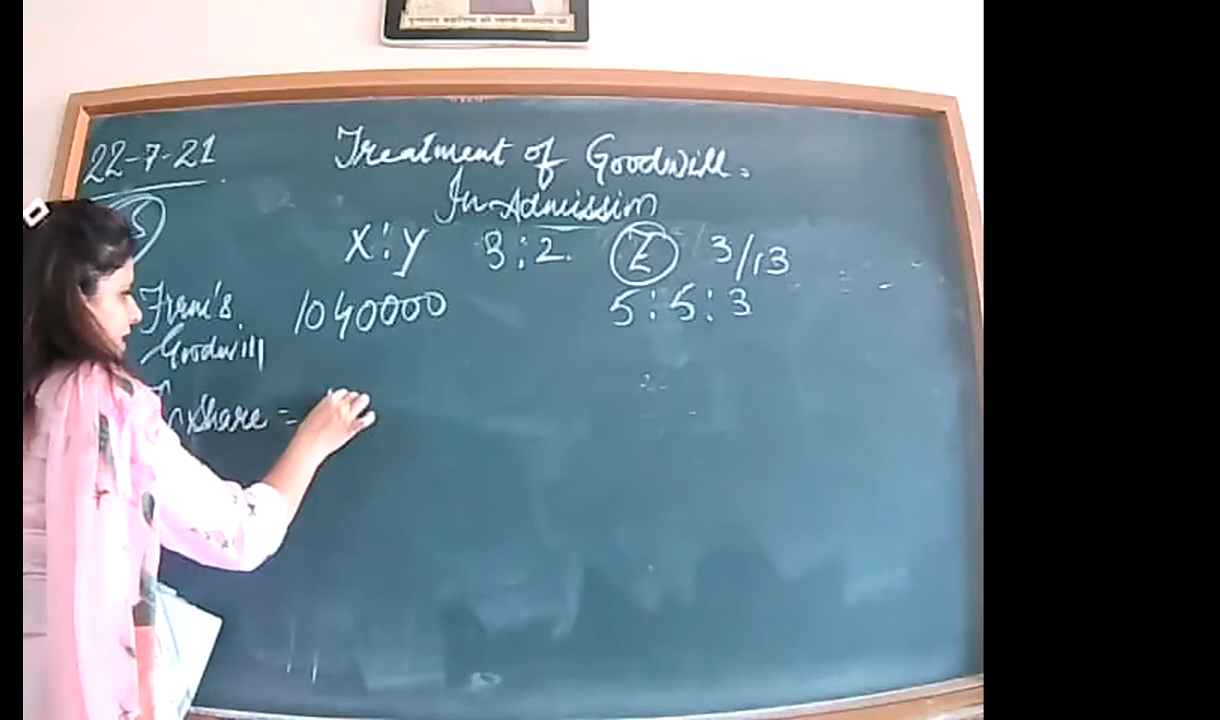 22-7-21
Treatment of Goodwill.
In Admission
X : Y 3 : 2. Z 3/13
Firm's Goodwill 1040000
5 : 5 : 3
share =